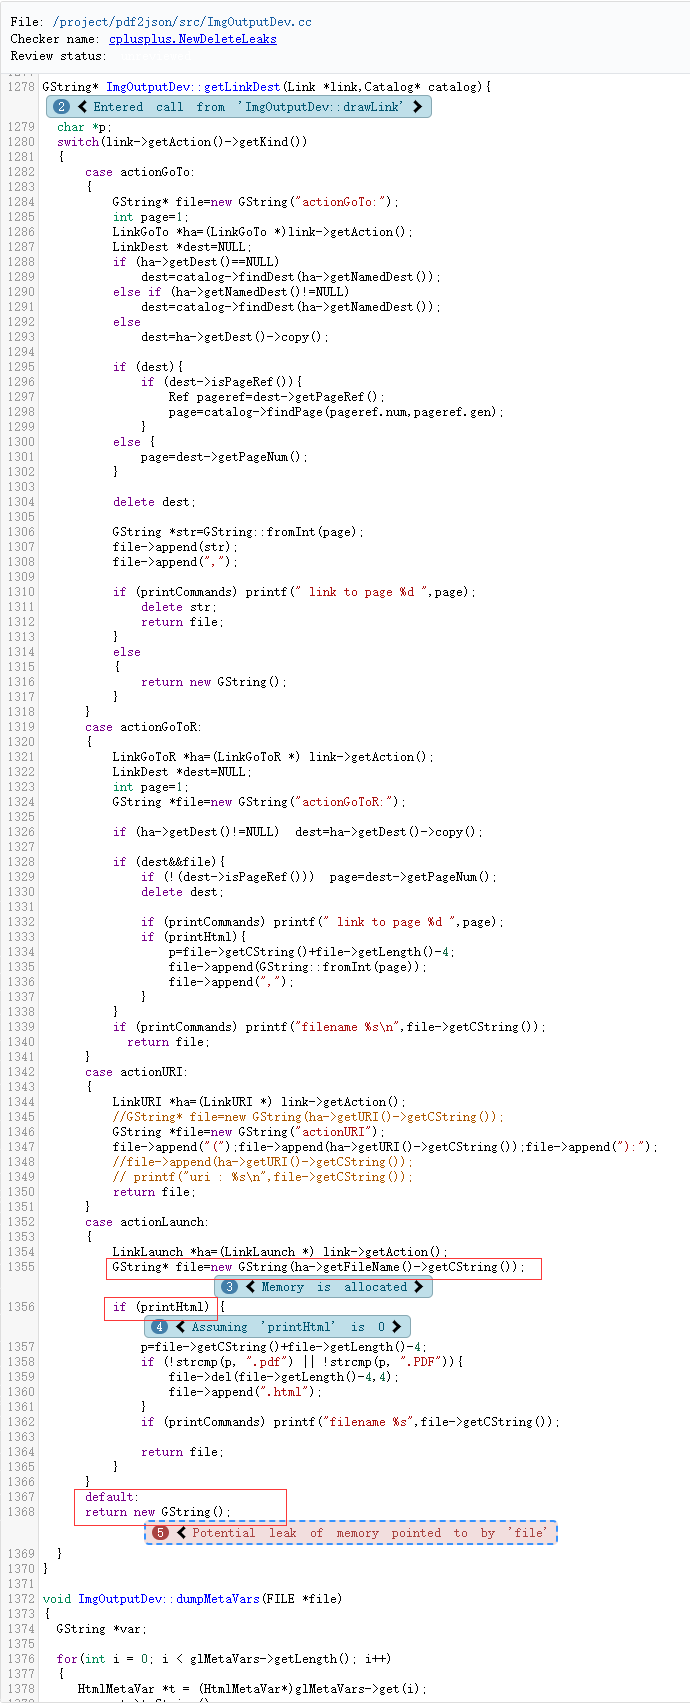 File: /project/pdf2json/src/ImgOutputDev.cc
Checker name: cplusplus.NewDeleteLeaks
Review status:
1278 GString* ImgOutputDev::getLinkDest(Link *link,Catalog* catalog){
2 Entered call from 'ImgOutputDev::drawLink'
1279 char *p;
1280 switch(link->getAction()->getKind())
1281 {
1282 case actionGoTo:
1283 {
1284 GString* file=new GString("actionGoTo:");
1285 int page=1;
1286 LinkGoTo *ha=(LinkGoTo *)link->getAction();
1287 LinkDest *dest=NULL;
1288 if (ha->getDest()==NULL)
1289 dest=catalog->findDest(ha->getNamedDest());
1290 else if (ha->getNamedDest()!=NULL)
1291 dest=catalog->findDest(ha->getNamedDest());
1292 else
1293 dest=ha->getDest()->copy();
1294
1295 if (dest){
1296 if (dest->isPageRef()){
1297 Ref pageref=dest->getPageRef();
1298 page=catalog->findPage(pageref.num,pageref.gen);
1299 }
1300 else {
1301 page=dest->getPageNum();
1302 }
1303
1304 delete dest;
1305
1306 GString *str=GString::fromInt(page);
1307 file->append(str);
1308 file->append(",");
1309
1310 if (printCommands) printf(" link to page %d ",page);
1311 delete str;
1312 return file;
1313 }
1314 else
1315 {
1316 return new GString();
1317 }
1318 }
1319 case actionGoToR:
1320 {
1321 LinkGoToR *ha=(LinkGoToR *) link->getAction();
1322 LinkDest *dest=NULL;
1323 int page=1;
1324 GString *file=new GString("actionGoToR:");
1325
1326 if (ha->getDest()!=NULL) dest=ha->getDest()->copy();
1327
1328 if (dest&&file){
1329 if (!(dest->isPageRef())) page=dest->getPageNum();
1330 delete dest;
1331
1332 if (printCommands) printf(" link to page %d ",page);
1333 if (printHtml){
1334 p=file->getCString()+file->getLength()-4;
1335 file->append(GString::fromInt(page));
1336 file->append(",");
1337 }
1338 }
1339 if (printCommands) printf("filename %s\n",file->getCString());
1340 return file;
1341 }
1342 case actionURI:
1343 {
1344 LinkURI *ha=(LinkURI *) link->getAction();
1345 //GString* file=new GString(ha->getURI()->getCString());
1346 GString *file=new GString("actionURI");
1347 file->append("(");file->append(ha->getURI()->getCString());file->append("):");
1348 //file->append(ha->getURI()->getCString());
1349 // printf("uri : %s\n",file->getCString());
1350 return file;
1351 }
1352 case actionLaunch:
1353 {
1354 LinkLaunch *ha=(LinkLaunch *) link->getAction();
1355 GString* file=new GString(ha->getFileName()->getCString());
3 Memory is allocated
1356 if (printHtml) {
4 Assuming 'printHtml' is 0
1357 p=file->getCString()+file->getLength()-4;
1358 if (!strcmp(p, ".pdf") || !strcmp(p, ".PDF")){
1359 file->del(file->getLength()-4,4);
1360 file->append(".html");
1361 }
1362 if (printCommands) printf("filename %s",file->getCString());
1363
1364 return file;
1365 }
1366 }
1367 default:
1368 return new GString();
5 Potential leak of memory pointed to by 'file'
1369 }
1370 }
1371
1372 void ImgOutputDev::dumpMetaVars(FILE *file)
1373 {
1374 GString *var;
1375
1376 for(int i = 0; i < glMetaVars->getLength(); i++)
1377 {
1378 HtmlMetaVar *t = (HtmlMetaVar*)glMetaVars->get(i);